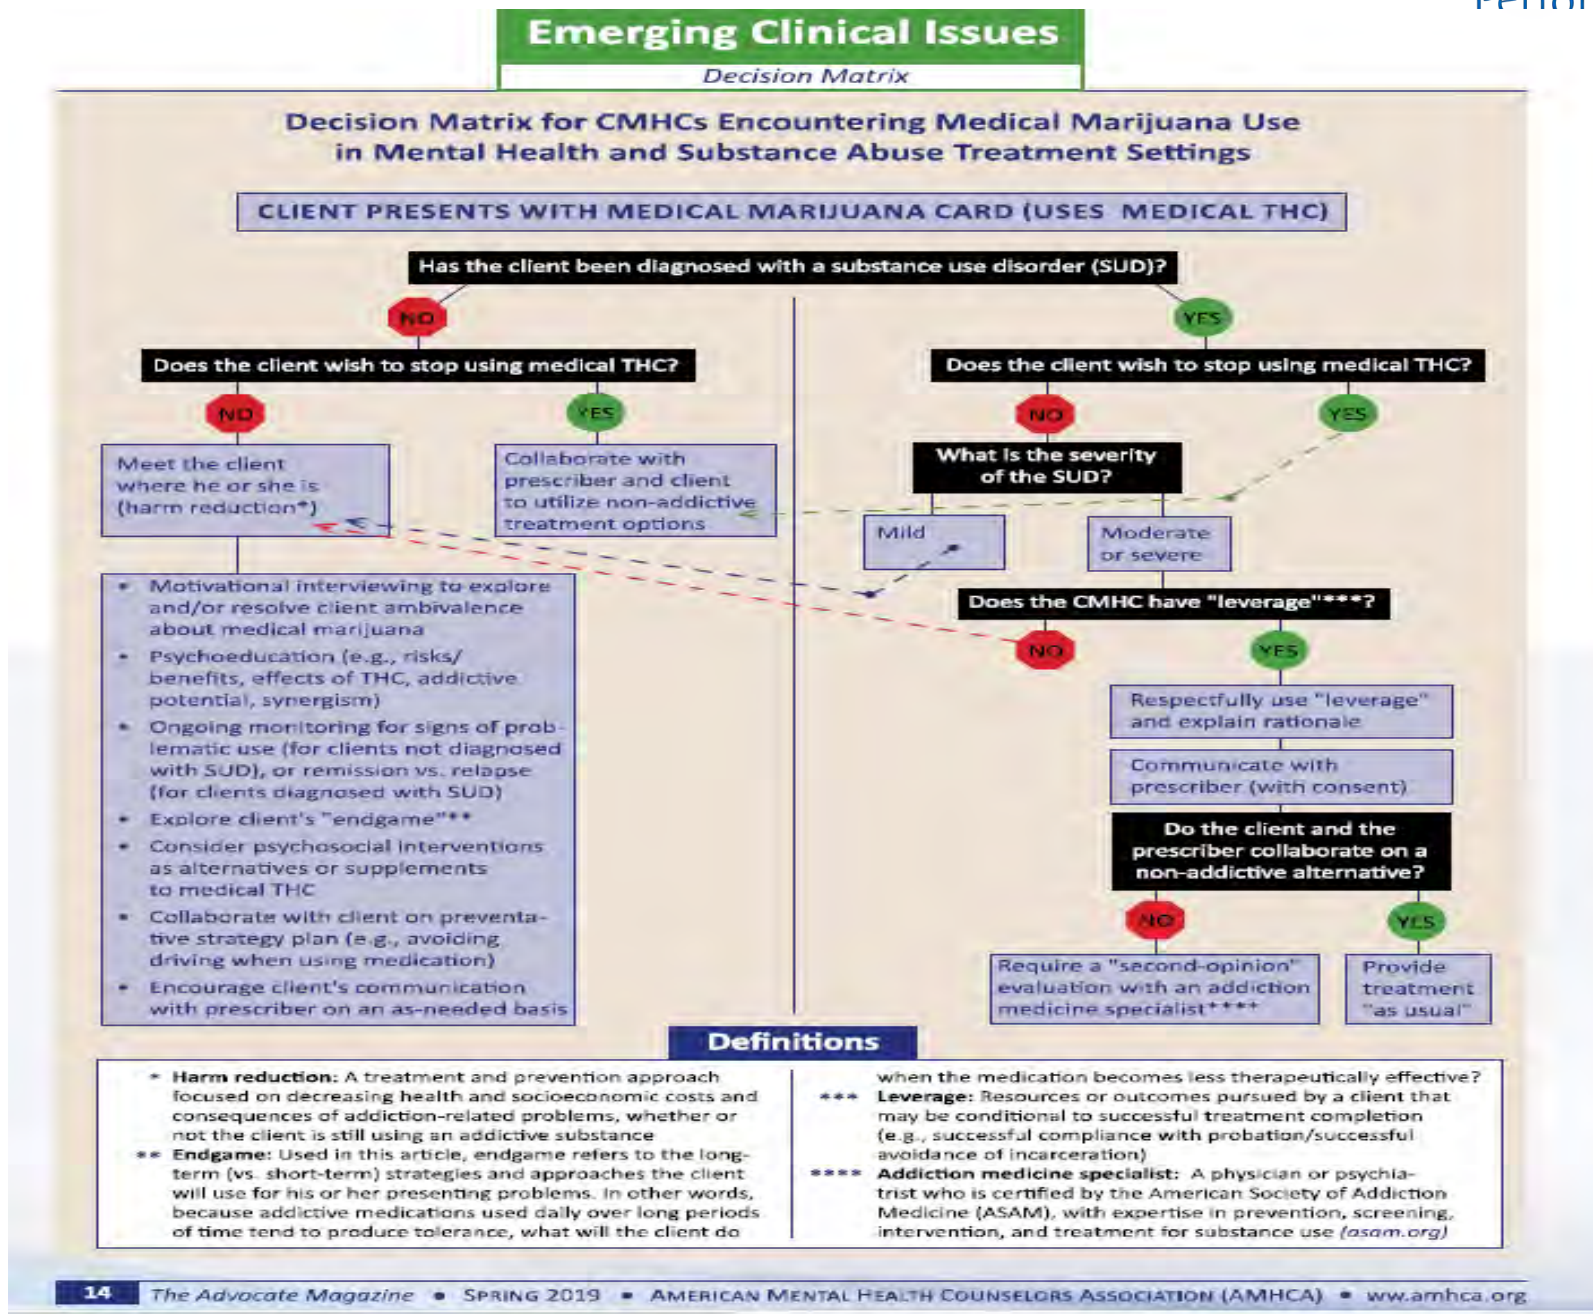 Emerging Clinical Issues
Decision Matrix
Decision Matrix for CMHCs Encountering Medical Marijuana Use
in Mental Health and Substance Abuse Treatment Settings
CLIENT PRESENTS WITH MEDICAL MARIJUANA CARD (USES MEDICAL THC)
Has the client been diagnosed with a substance use disorder (SUD)?
NO
YES
Does the client wish to stop using medical THC?
Does the client wish to stop using medical THC?
NO
YES
NO
YES
Meet the client
where he or she is
(harm reduction*)
Collaborate with
prescriber and client
to utilize non-addictive
treatment options
What is the severity
of the SUD?
Mild
Moderate
or severe
Does the CMHC have "leverage"***?
NO
YES
• Motivational interviewing to explore
and/or resolve client ambivalence
about medical marijuana
• Psychoeducation (e.g., risks/
benefits, effects of THC, addictive
potential, synergism)
• Ongoing monitoring for signs of prob-
lematic use (for clients not diagnosed
with SUD), or remission vs. relapse
(for clients diagnosed with SUD)
• Explore client's "endgame"**
• Consider psychosocial interventions
as alternatives or supplements
to medical THC
• Collaborate with client on preventa-
tive strategy plan (e.g., avoiding
driving when using medication)
• Encourage client's communication
with prescriber on an as-needed basis
Respectfully use "leverage"
and explain rationale
Communicate with
prescriber (with consent)
Do the client and the
prescriber collaborate on a
non-addictive alternative?
NO
YES
Require a "second-opinion"
evaluation with an addiction
medicine specialist****
Provide
treatment
"as usual"
Definitions
* Harm reduction: A treatment and prevention approach
focused on decreasing health and socioeconomic costs and
consequences of addiction-related problems, whether or
not the client is still using an addictive substance
** Endgame: Used in this article, endgame refers to the long-
term (vs. short-term) strategies and approaches the client
will use for his or her presenting problems. In other words,
because addictive medications used daily over long periods
of time tend to produce tolerance, what will the client do
when the medication becomes less therapeutically effective?
*** Leverage: Resources or outcomes pursued by a client that
may be conditional to successful treatment completion
(e.g., successful compliance with probation/successful
avoidance of incarceration)
**** Addiction medicine specialist: A physician or psychia-
trist who is certified by the American Society of Addiction
Medicine (ASAM), with expertise in prevention, screening,
intervention, and treatment for substance use (asam.org)
14 The Advocate Magazine • SPRING 2019 • AMERICAN MENTAL HEALTH COUNSELORS ASSOCIATION (AMHCA) • www.amhca.org